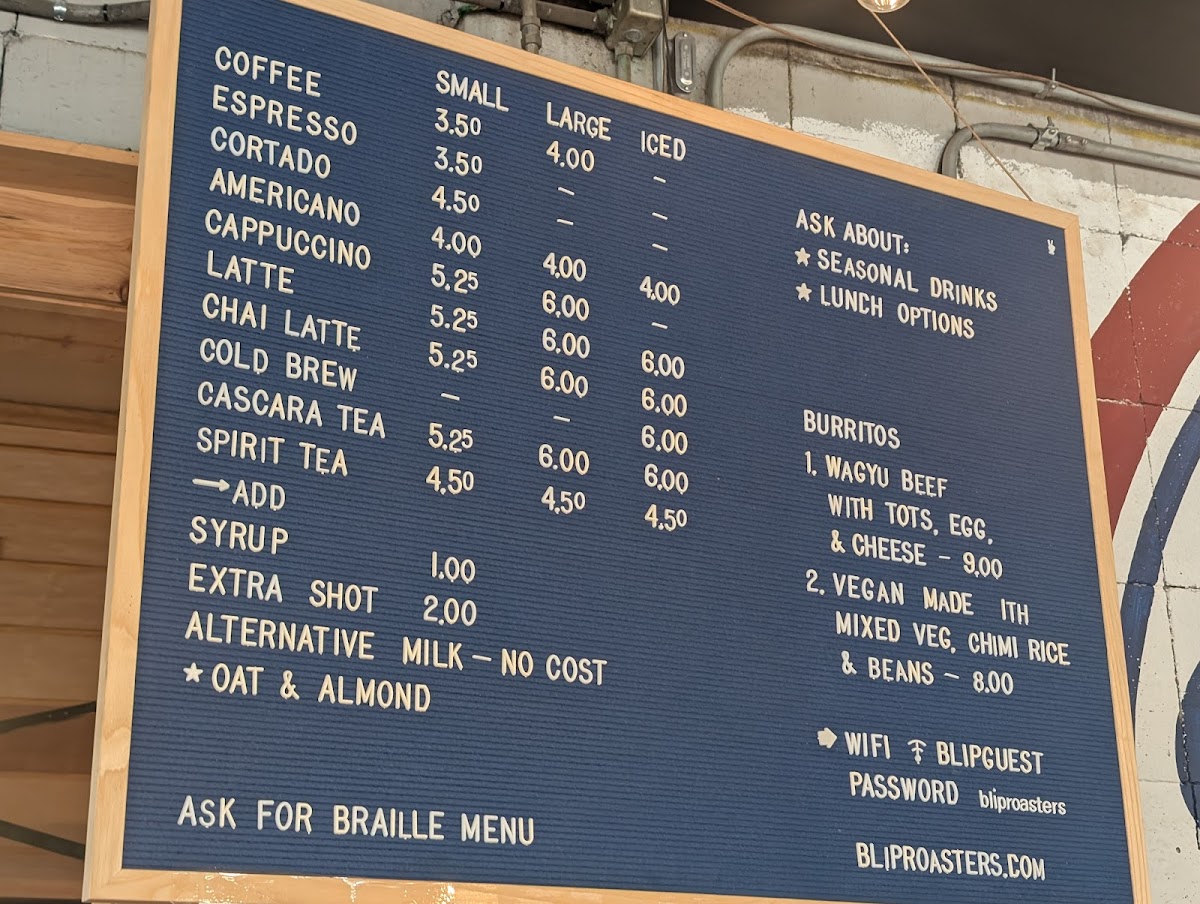 SMALL LARGE ICED
COFFEE 3.50 4.00 –
ESPRESSO 3.50 – –
CORTADO 4.50 – –
AMERICANO 4.00 4.00 4.00
CAPPUCCINO 5.25 6.00 –
LATTE 5.25 6.00 6.00
CHAI LATTE 5.25 6.00 6.00
COLD BREW – – 6.00
CASCARA TEA 5.25 6.00 6.00
SPIRIT TEA 4.50 4.50 4.50
→ADD
SYRUP 1.00
EXTRA SHOT 2.00
ALTERNATIVE MILK – NO COST
★ OAT & ALMOND
ASK FOR BRAILLE MENU
ASK ABOUT:
★ SEASONAL DRINKS
★ LUNCH OPTIONS
BURRITOS
1. WAGYU BEEF
WITH TOTS, EGG,
& CHEESE – 9.00
2. VEGAN MADE ITH
MIXED VEG, CHIMI RICE
& BEANS – 8.00
WIFI BLIPGUEST
PASSWORD bliproasters
BLIPROASTERS.COM